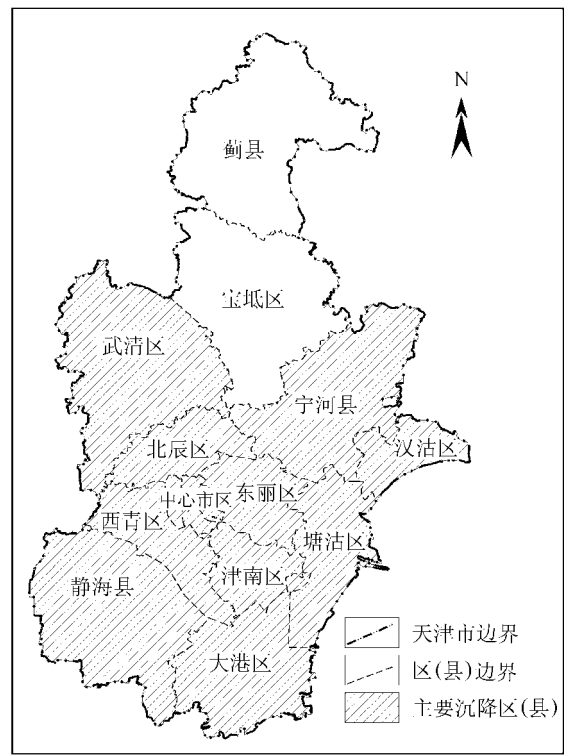 N
蓟县
宝坻区
武清区
宁河县
汉沽区
北辰区
中心市区
东丽区
西青区
塘沽区
津南区
静海县
大港区
天津市边界
区(县)边界
主要沉降区(县)